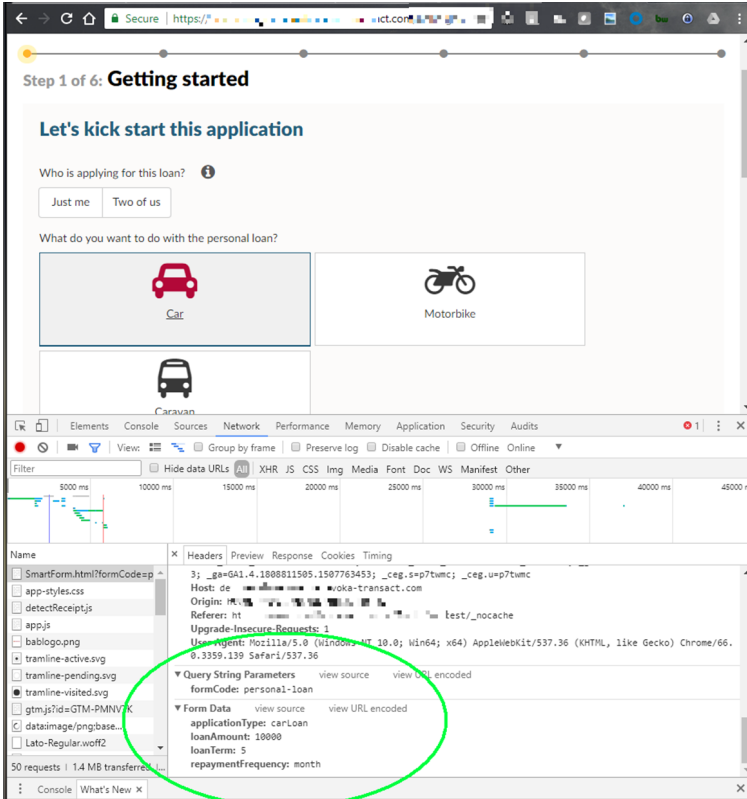 Secure https://
ict.com
Step 1 of 6: Getting started
Let's kick start this application
Who is applying for this loan?
Just me Two of us
What do you want to do with the personal loan?
Car Motorbike
Caravan
Elements Console Sources Network Performance Memory Application Security Audits 1
View: Group by frame Preserve log Disable cache Offline Online
Filter Hide data URLs All XHR JS CSS Img Media Font Doc WS Manifest Other
5000 ms 10000 ms 15000 ms 20000 ms 25000 ms 30000 ms 35000 ms 40000 ms 45000
Name × Headers Preview Response Cookies Timing
SmartForm.html?formCode=p
app-styles.css
detectReceipt.js
app.js
bablogo.png
tramline-active.svg
tramline-pending.svg
tramline-visited.svg
gtm.js?id=GTM-PMNV
data:image/png;base...
Lato-Regular.woff2
50 requests | 1.4 MB transferred
3; _ga=GA1.4.1808811505.1507763453; _ceg.s=p7twmc; _ceg.u=p7twmc
Host: de voka-transact.com
Origin:
Referer: ht test/_nocache
Upgrade-Insecure-Requests: 1
User-Agent: Mozilla/5.0 (Windows NT 10.0; Win64; x64) AppleWebKit/537.36 (KHTML, like Gecko) Chrome/66.
0.3359.139 Safari/537.36
Query String Parameters view source view URL encoded
formCode: personal-loan
Form Data view source view URL encoded
applicationType: carLoan
loanAmount: 10000
loanTerm: 5
repaymentFrequency: month
Console What's New ×